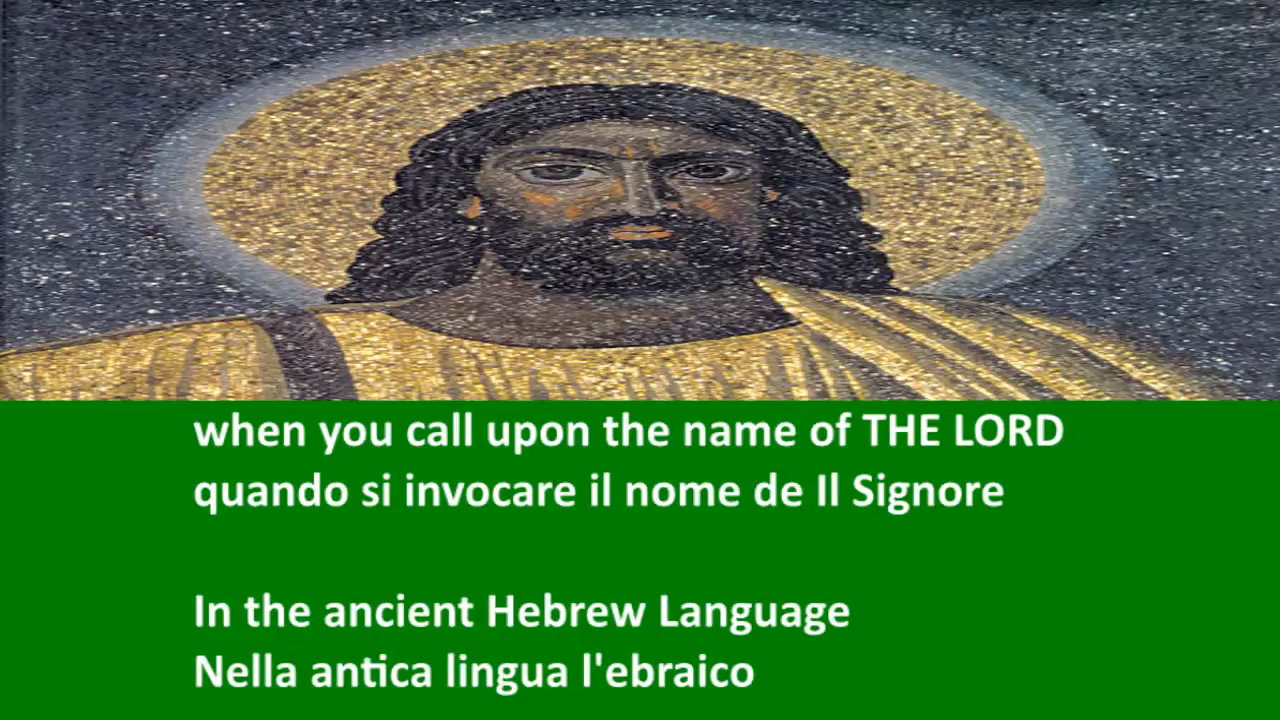 when you call upon the name of THE LORD
quando si invocare il nome de Il Signore
In the ancient Hebrew Language
Nella antica lingua l'ebraico